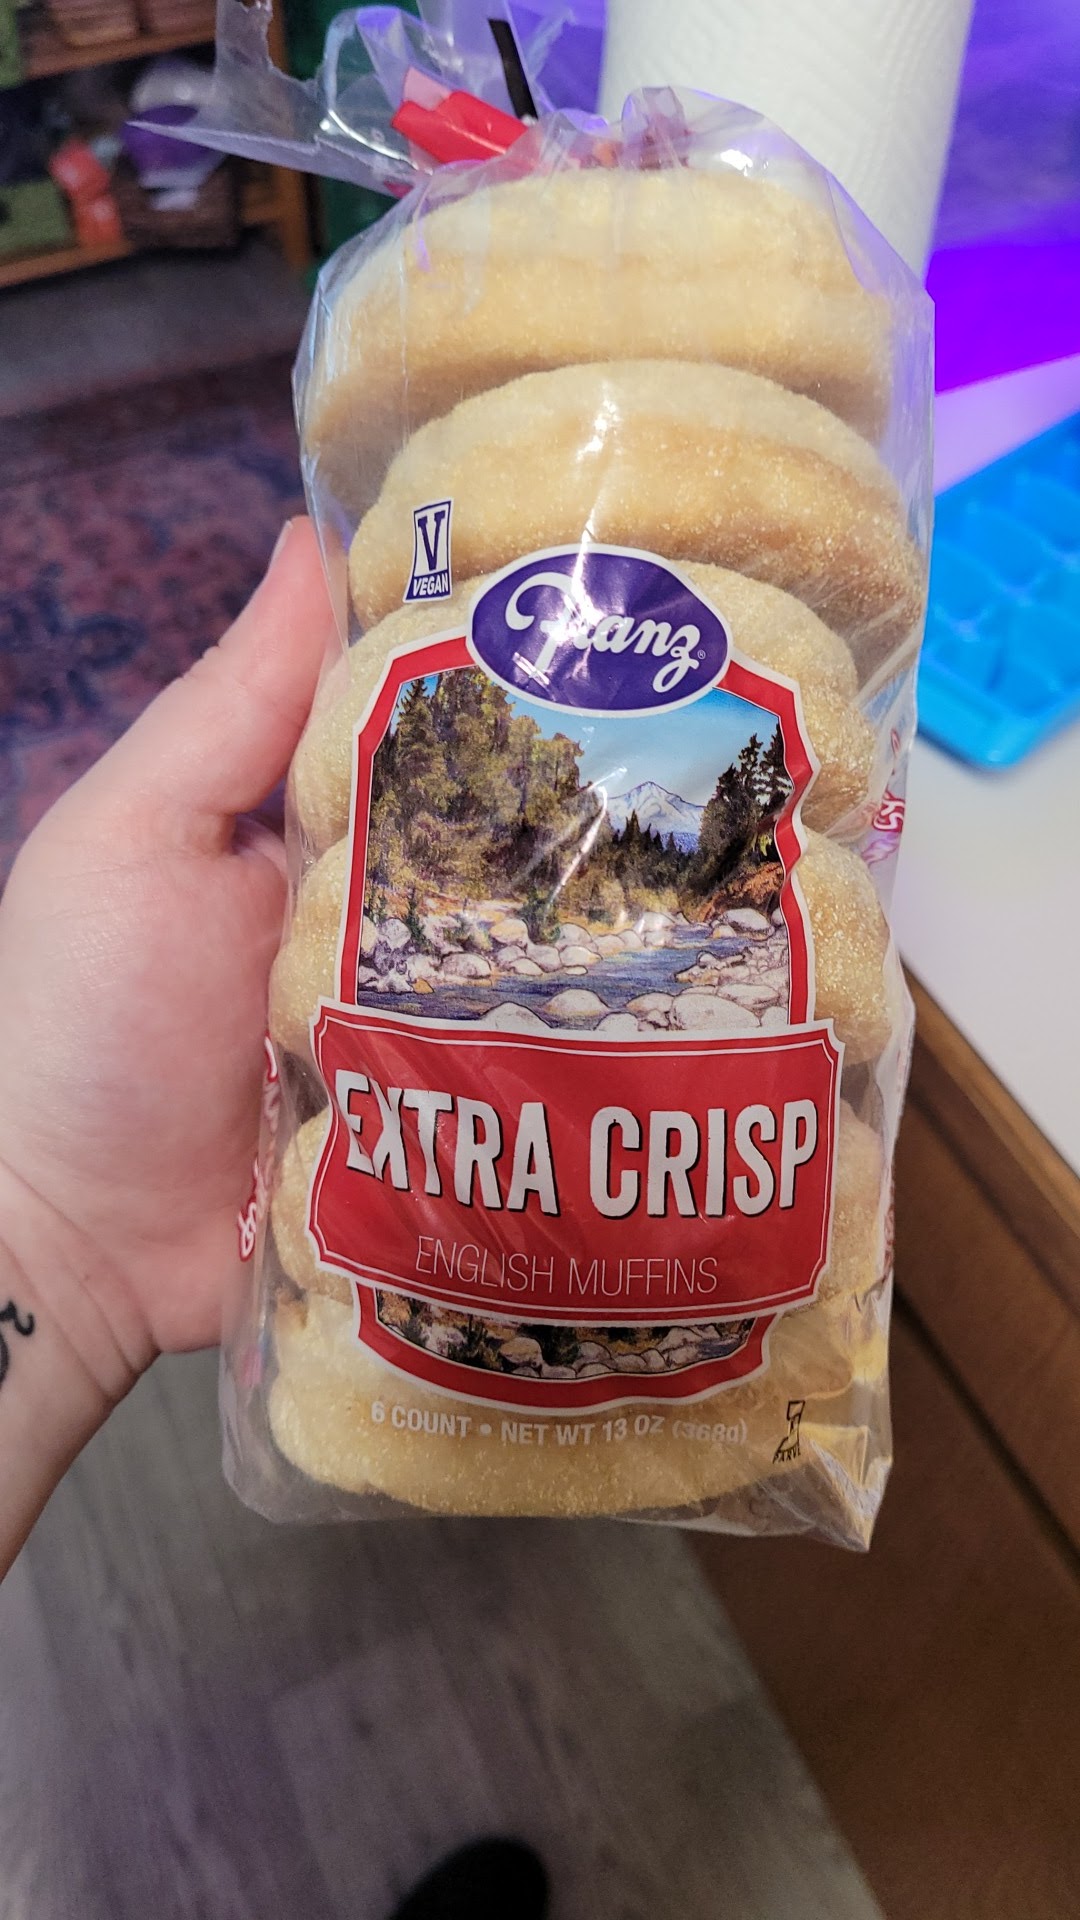 V
VEGAN
Franz®
EXTRA CRISP
ENGLISH MUFFINS
6 COUNT • NET WT 13 OZ (368g)